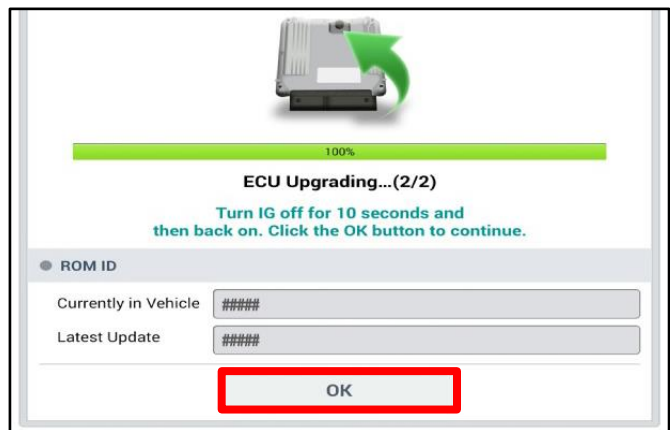 100%
ECU Upgrading...(2/2)
Turn IG off for 10 seconds and
then back on. Click the OK button to continue.
ROM ID
Currently in Vehicle #####
Latest Update #####
OK